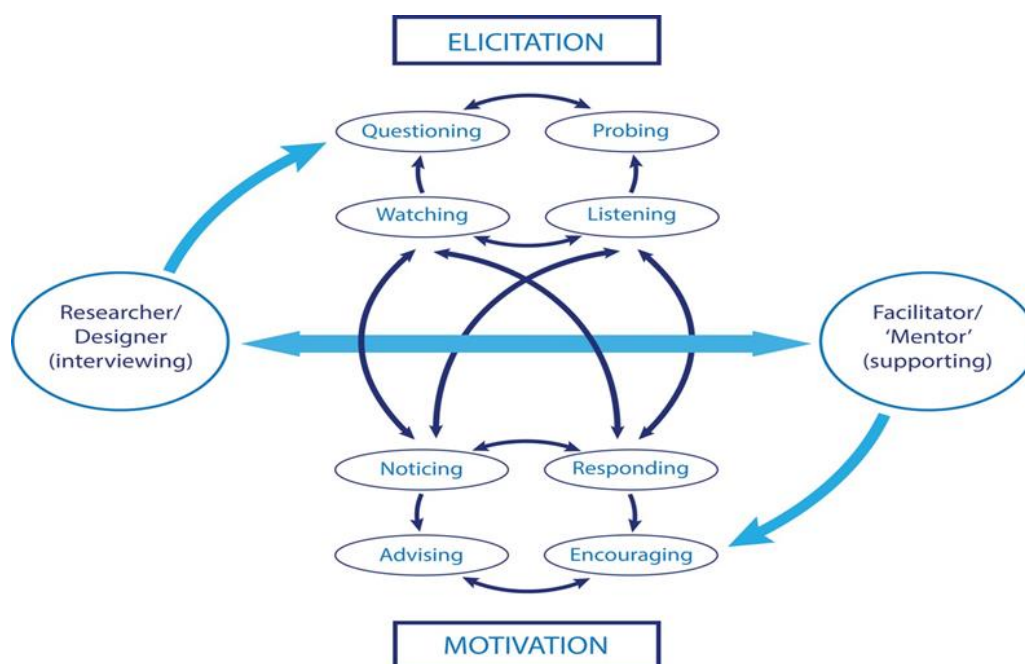 ELICITATION
Questioning
Probing
Watching
Listening
Researcher/
Designer
(interviewing)
Facilitator/
‘Mentor’
(supporting)
Noticing
Responding
Advising
Encouraging
MOTIVATION